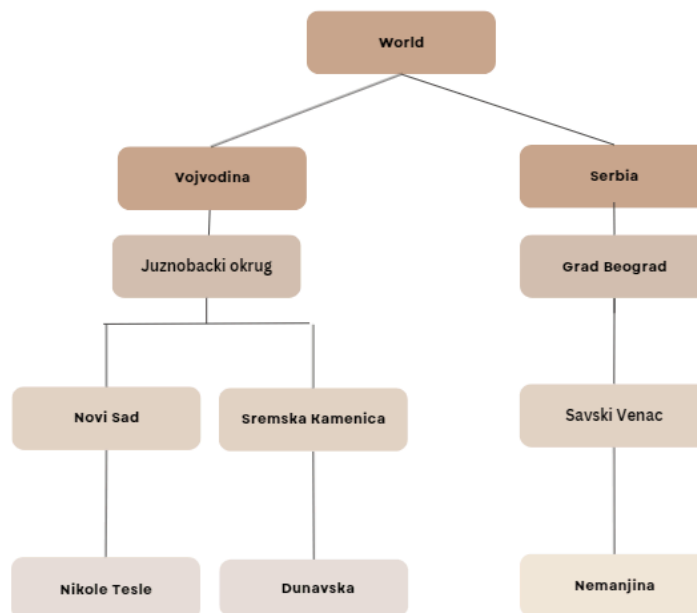 World
Vojvodina
Serbia
Juznobacki okrug
Grad Beograd
Novi Sad
Sremska Kamenica
Savski Venac
Nikole Tesle
Dunavska
Nemanjina